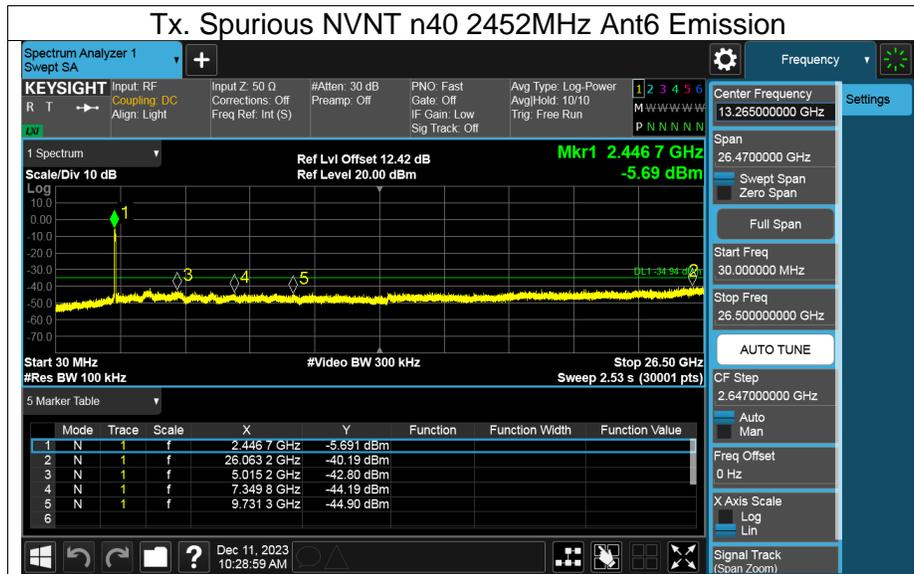 Tx. Spurious NVNT n40 2452MHz Ant6 Emission
Spectrum Analyzer 1
Swept SA
Frequency
KEYSIGHT
R T
LXI
Input: RF
Coupling: DC
Align: Light
Input Z: 50 Ω
Corrections: Off
Freq Ref: Int (S)
#Atten: 30 dB
Preamp: Off
PNO: Fast
Gate: Off
IF Gain: Low
Sig Track: Off
Avg Type: Log-Power
Avg|Hold: 10/10
Trig: Free Run
1 2 3 4 5 6
M W W W W W
P N N N N N
1 Spectrum
Scale/Div 10 dB
Ref Lvl Offset 12.42 dB
Ref Level 20.00 dBm
Mkr1 2.446 7 GHz
-5.69 dBm
Log
10.0
0.00
-10.0
-20.0
-30.0
-40.0
-50.0
-60.0
-70.0
1
3
4
5
2
DL1 -34.94 dBm
Start 30 MHz
#Video BW 300 kHz
Stop 26.50 GHz
#Res BW 100 kHz
Sweep 2.53 s (30001 pts)
5 Marker Table
Mode Trace Scale X Y Function Function Width Function Value
1 N 1 f 2.446 7 GHz -5.691 dBm
2 N 1 f 26.063 2 GHz -40.19 dBm
3 N 1 f 5.015 2 GHz -42.80 dBm
4 N 1 f 7.349 8 GHz -44.19 dBm
5 N 1 f 9.731 3 GHz -44.90 dBm
6
Dec 11, 2023
10:28:59 AM
Center Frequency
13.265000000 GHz
Settings
Span
26.4700000 GHz
Swept Span
Zero Span
Full Span
Start Freq
30.000000 MHz
Stop Freq
26.500000000 GHz
AUTO TUNE
CF Step
2.647000000 GHz
Auto
Man
Freq Offset
0 Hz
X Axis Scale
Log
Lin
Signal Track
(Span Zoom)